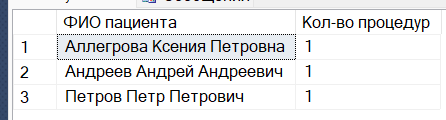 ФИО пациента Кол-во процедур
1 Аллегрова Ксения Петровна 1
2 Андреев Андрей Андреевич 1
3 Петров Петр Петрович 1